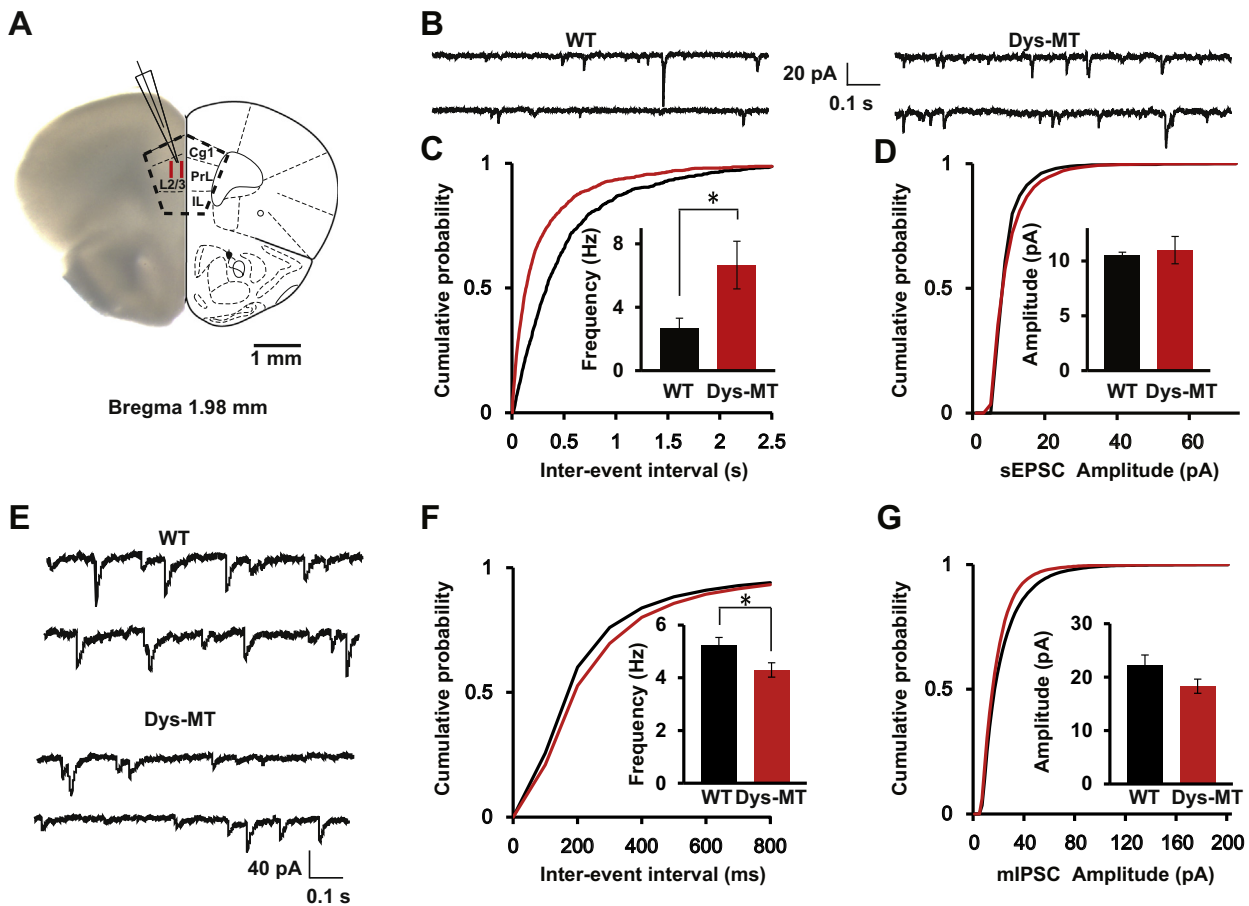 A
Cg1
PrL
L2/3
IL
1 mm
Bregma 1.98 mm
B
WT
Dys-MT
20 pA
0.1 s
C
Cumulative probability
1
0.5
0
0 0.5 1 1.5 2 2.5
Inter-event interval (s)
Frequency (Hz)
8
4
0
*
WT Dys-MT
D
Cumulative probability
1
0.5
0
0 20 40 60
sEPSC Amplitude (pA)
Amplitude (pA)
10
5
0
WT Dys-MT
E
WT
Dys-MT
40 pA
0.1 s
F
Cumulative probability
1
0.5
0
0 200 400 600 800
Inter-event interval (ms)
Frequency (Hz)
6
4
2
0
*
WT Dys-MT
G
Cumulative probability
1
0.5
0
0 40 80 120 160 200
mIPSC Amplitude (pA)
Amplitude (pA)
30
20
10
0
WT Dys-MT